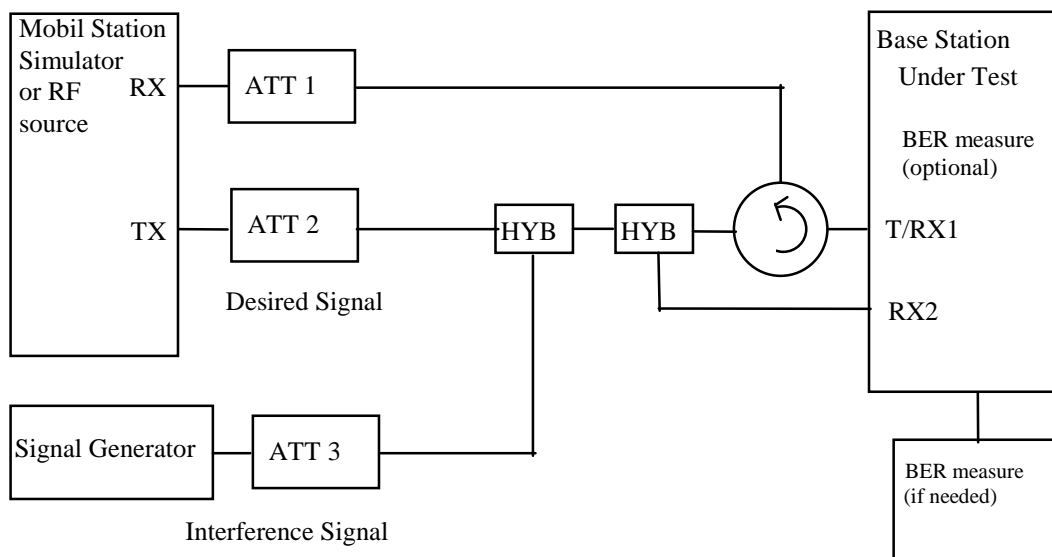 Mobil Station
Simulator
or RF
source
RX
TX
ATT 1
ATT 2
Desired Signal
HYB
HYB
Base Station
Under Test
BER measure
(optional)
T/RX1
RX2
Signal Generator
ATT 3
Interference Signal
BER measure
(if needed)